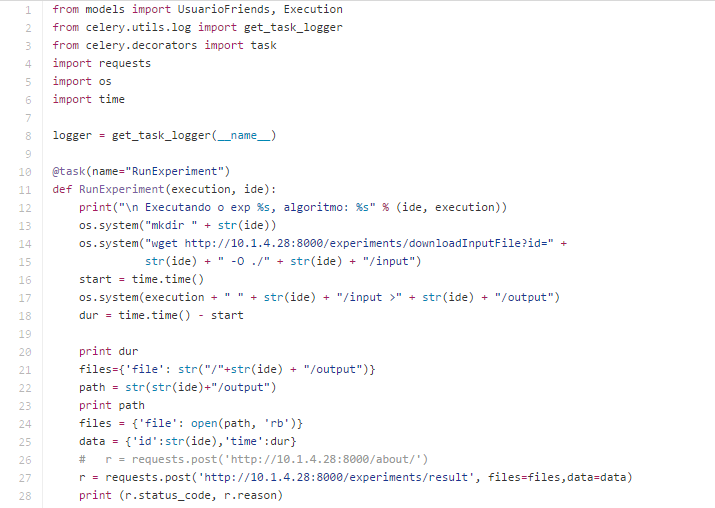 1 from models import UsuarioFriends, Execution
2 from celery.utils.log import get_task_logger
3 from celery.decorators import task
4 import requests
5 import os
6 import time
7
8 logger = get_task_logger(__name__)
9
10 @task(name="RunExperiment")
11 def RunExperiment(execution, ide):
12     print("\n Executando o exp %s, algoritmo: %s" % (ide, execution))
13     os.system("mkdir " + str(ide))
14     os.system("wget http://10.1.4.28:8000/experiments/downloadInputFile?id=" +
15               str(ide) + " -O ./" + str(ide) + "/input")
16     start = time.time()
17     os.system(execution + " " + str(ide) + "/input >" + str(ide) + "/output")
18     dur = time.time() - start
19
20     print dur
21     files={'file': str("/"+str(ide) + "/output")}
22     path = str(str(ide)+"/output")
23     print path
24     files = {'file': open(path, 'rb')}
25     data = {'id':str(ide),'time':dur}
26     #   r = requests.post('http://10.1.4.28:8000/about/')
27     r = requests.post('http://10.1.4.28:8000/experiments/result', files=files,data=data)
28     print (r.status_code, r.reason)